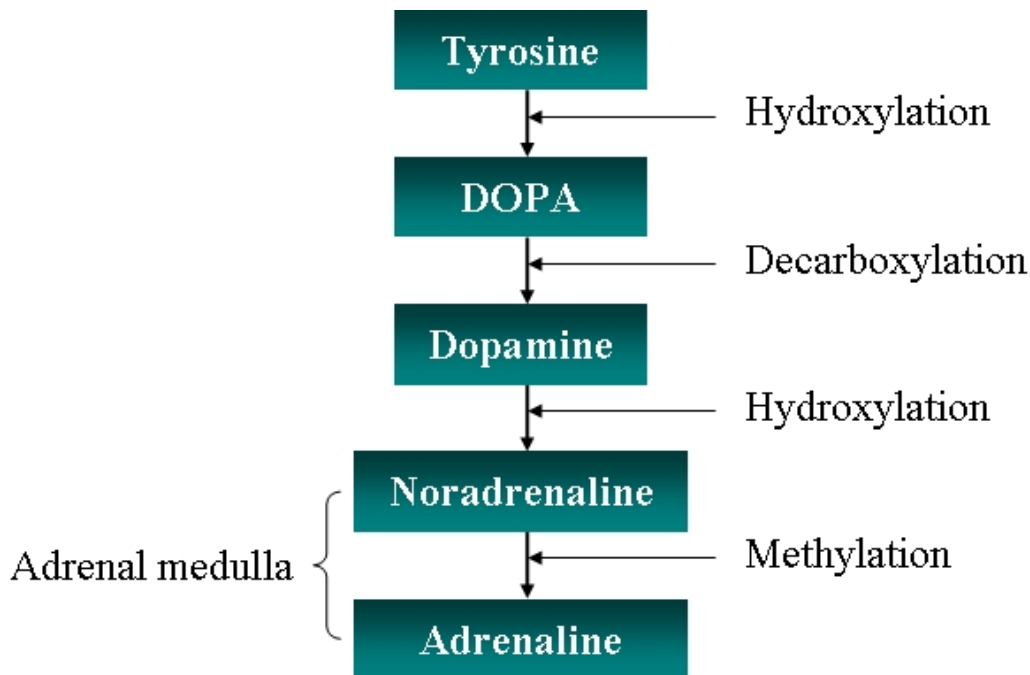 Tyrosine
Hydroxylation
DOPA
Decarboxylation
Dopamine
Hydroxylation
Noradrenaline
Adrenal medulla
Methylation
Adrenaline